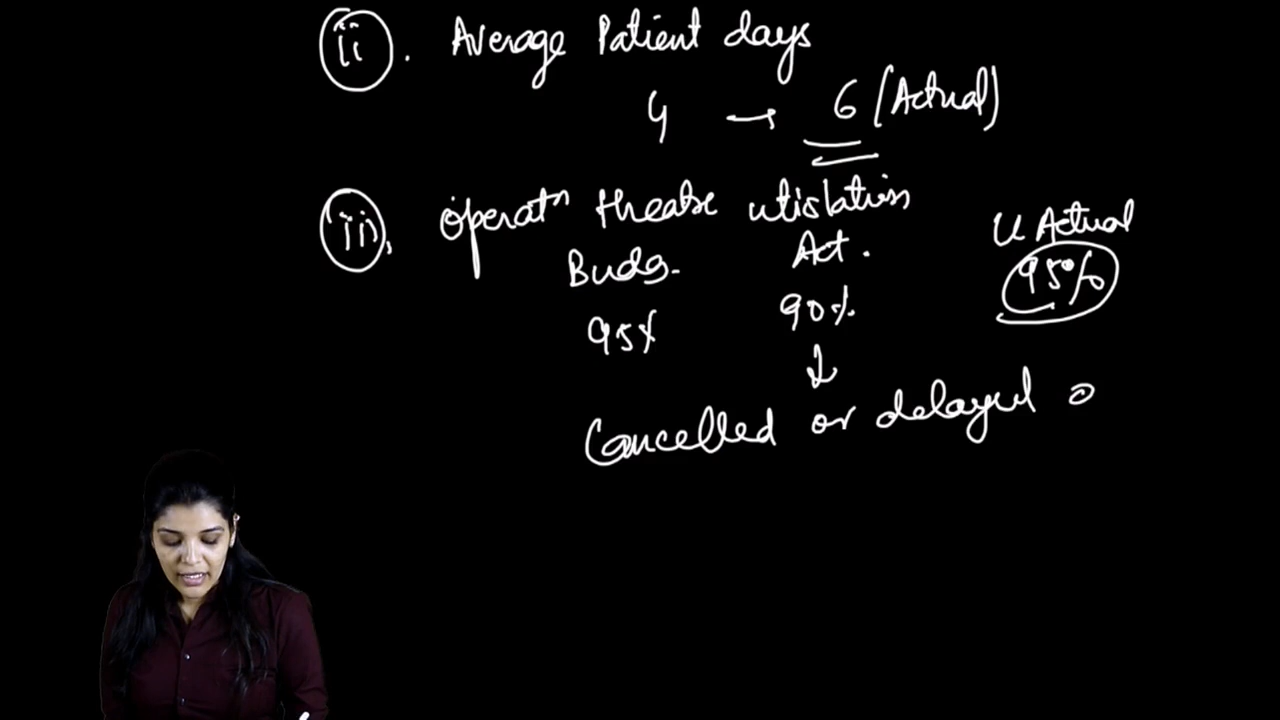 (ii). Average Patient days
4 → 6 (Actual)
(iii), operatn theatre utislation
U Actual
Budg. Act.
95% 90% 95%
↓
Cancelled or delayed o